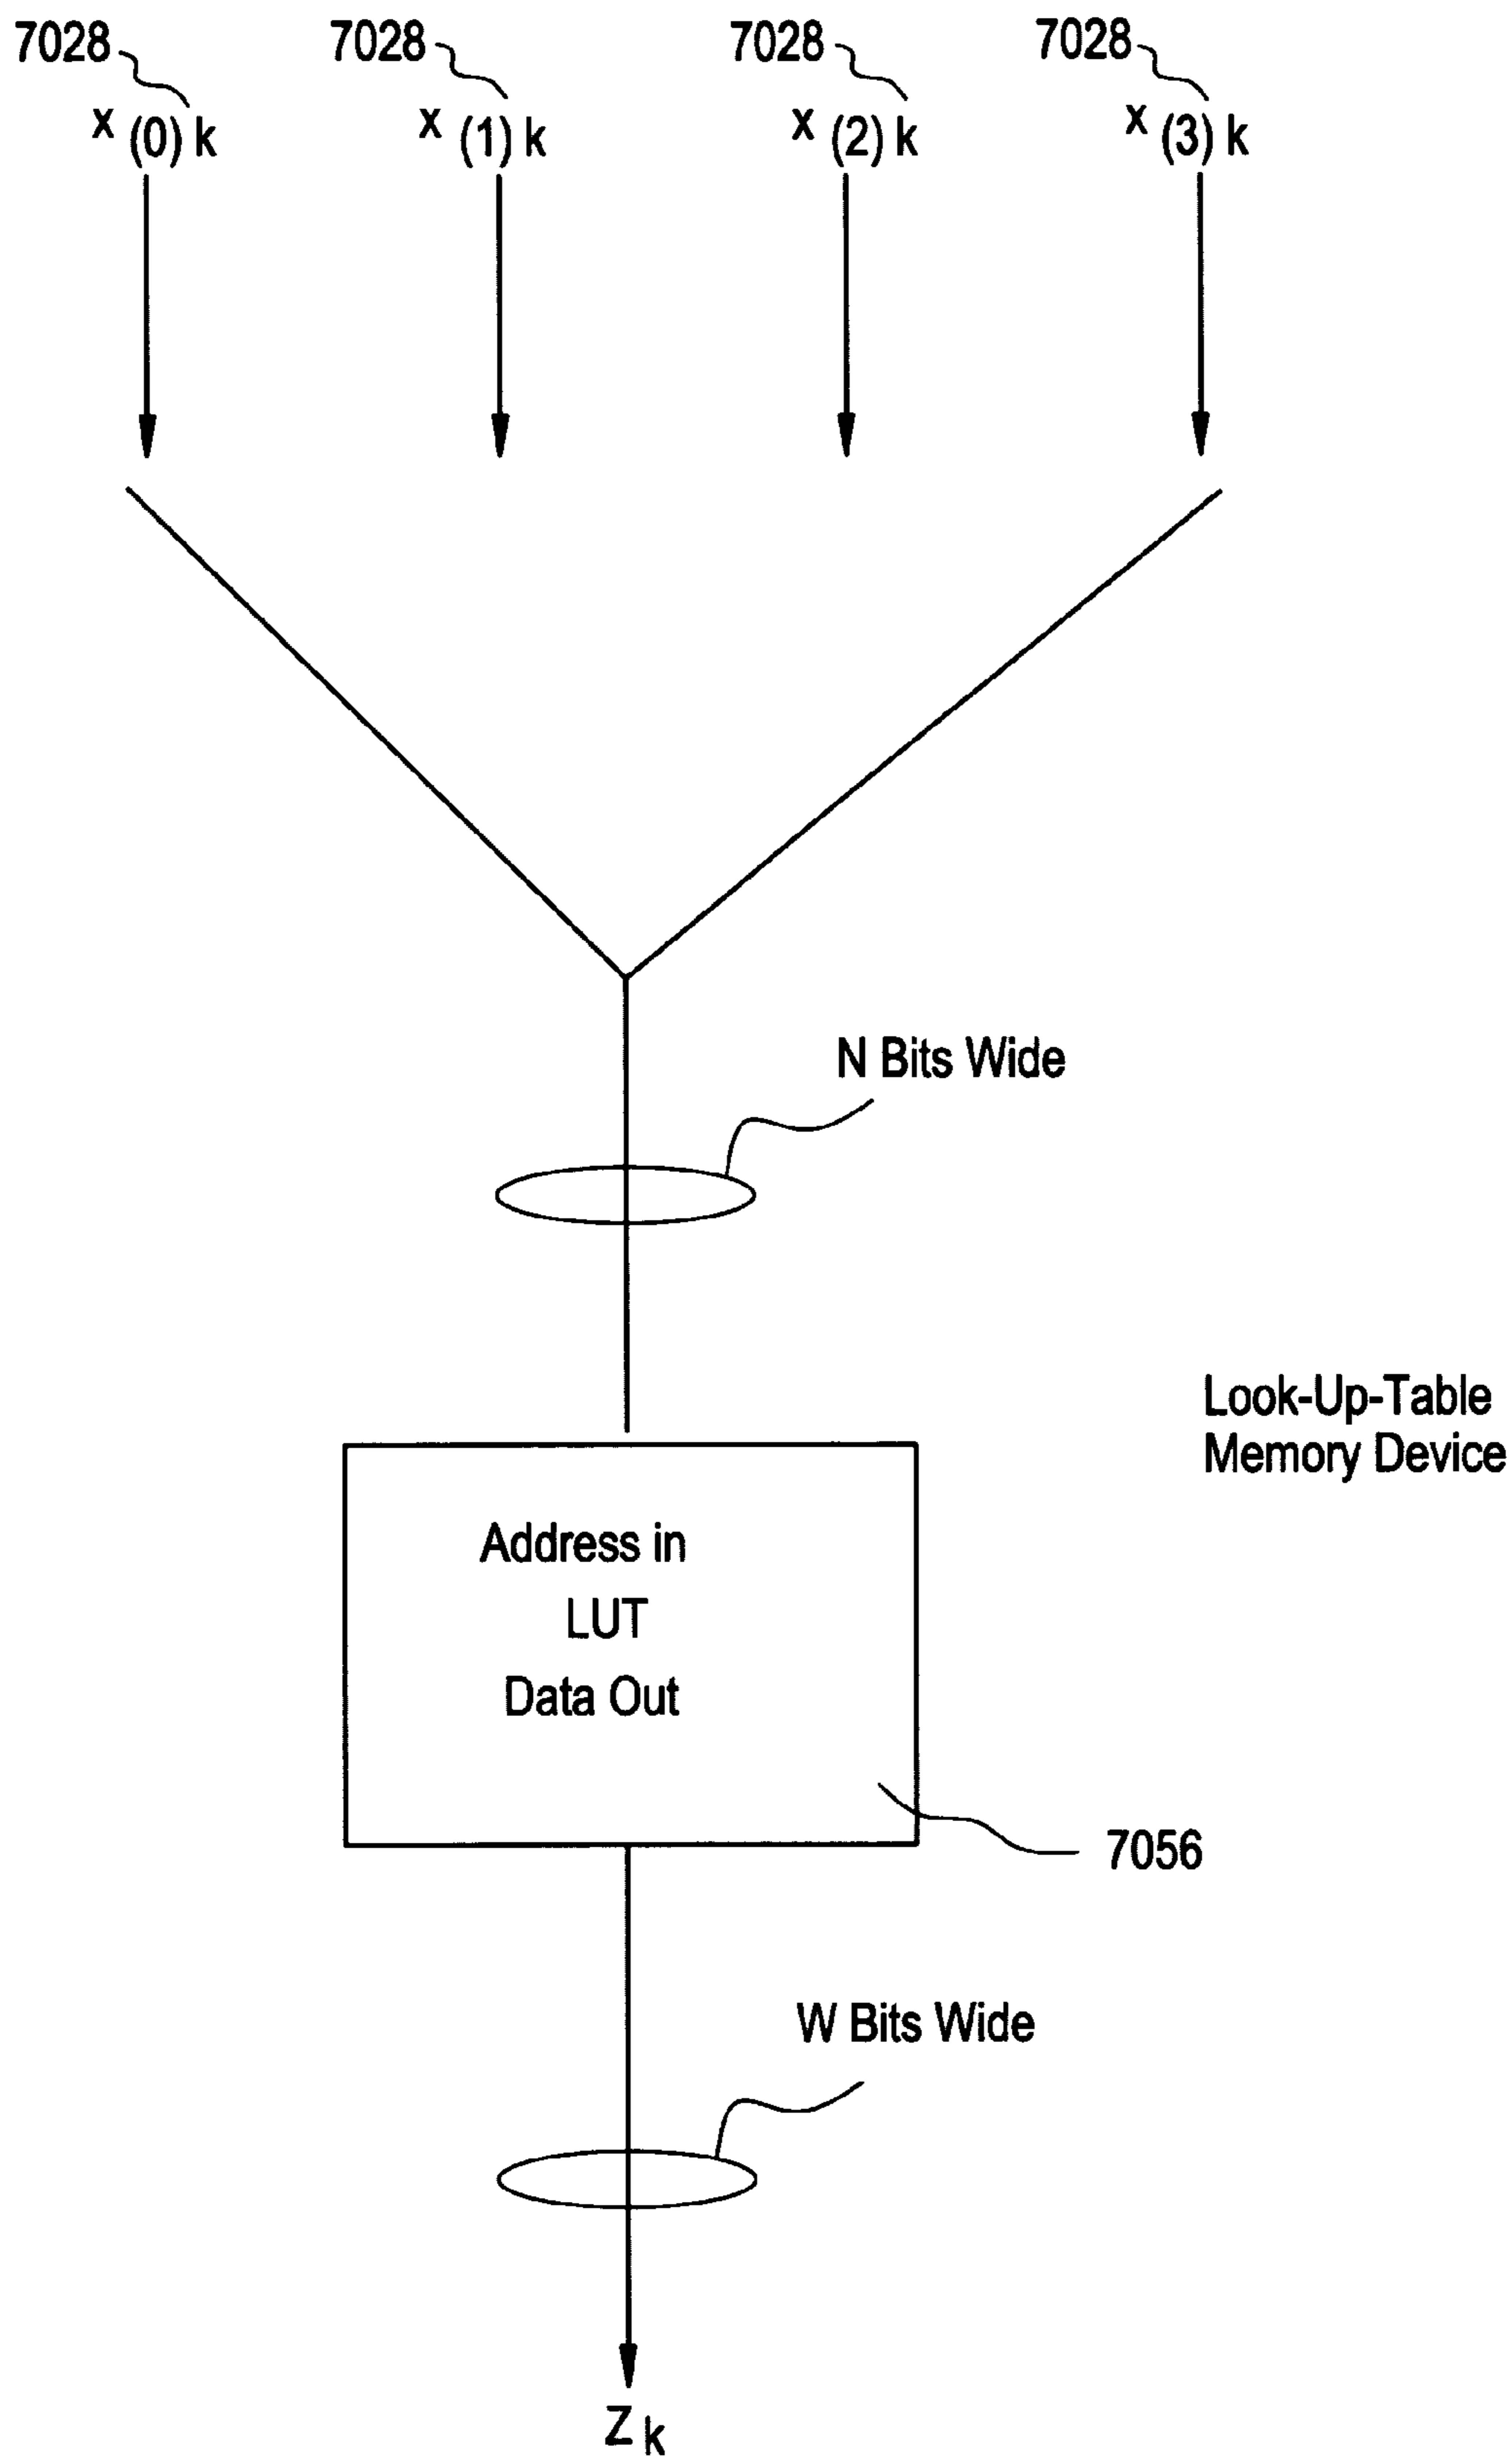 7028 7028 7028 7028
x (0) k x (1) k x (2) k x (3) k
N Bits Wide
Look-Up-Table
Memory Device
Address in
LUT
Data Out
7056
W Bits Wide
Z k